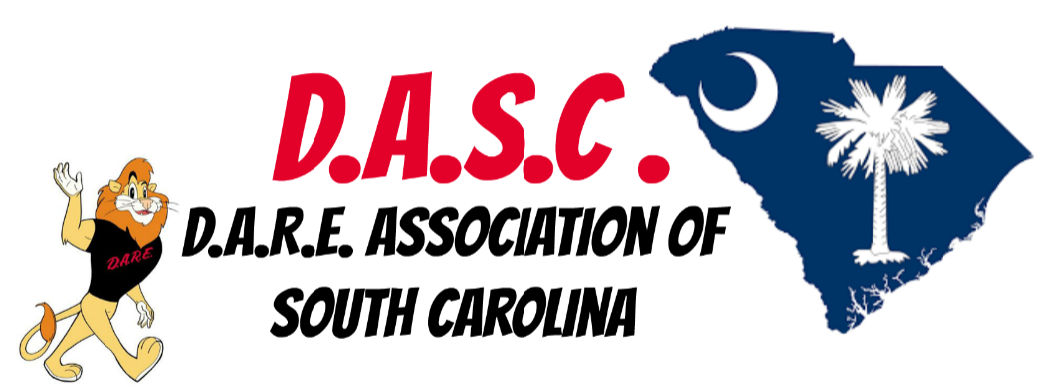 D.A.S.C .
D.A.R.E. ASSOCIATION OF
SOUTH CAROLINA
D.A.R.E.